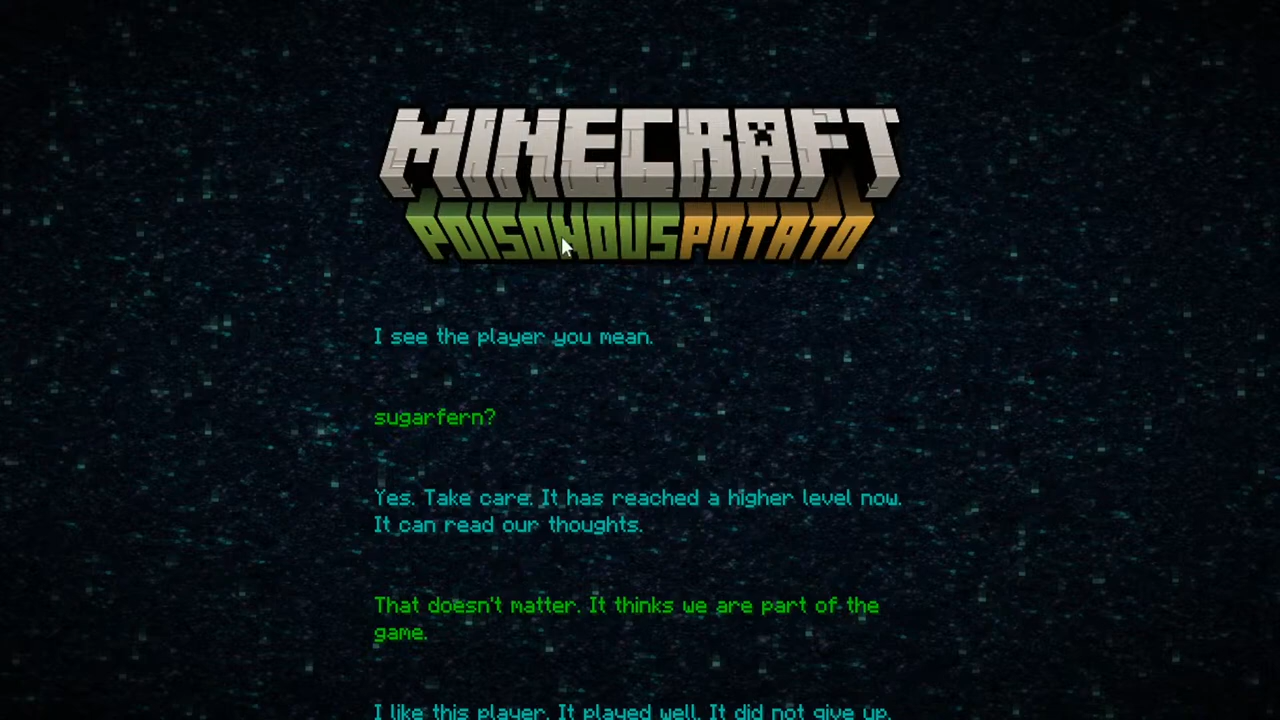 MINECRAFT
POISONOUS POTATO
I see the player you mean.
sugarfern?
Yes. Take care. It has reached a higher level now.
It can read our thoughts.
That doesn't matter. It thinks we are part of the
game.
I like this player. It played well. It did not give up.